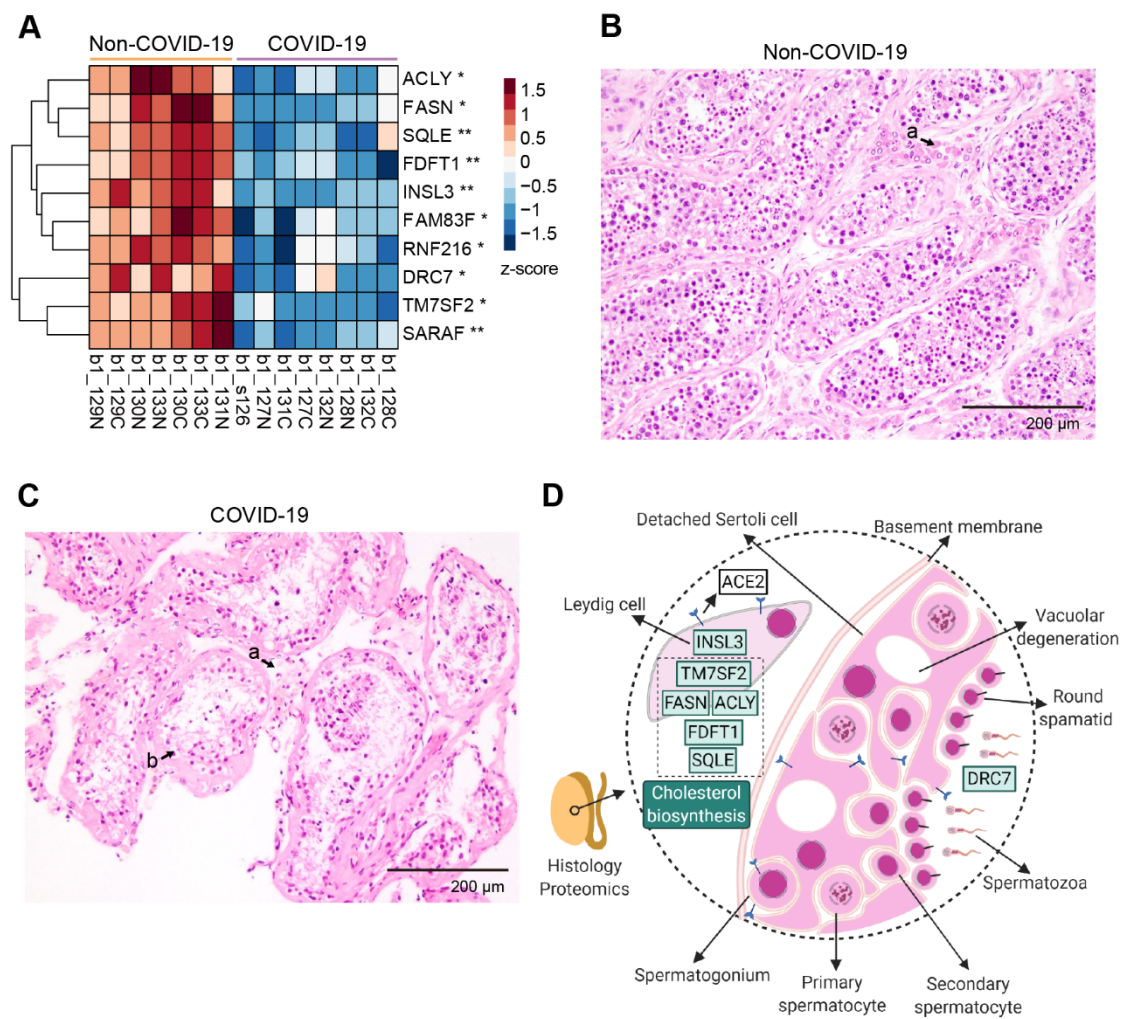 A
Non-COVID-19
COVID-19
ACLY *
FASN *
SQLE **
FDFT1 **
INSL3 **
FAM83F *
RNF216 *
DRC7 *
TM7SF2 *
SARAF **
1.5
1
0.5
0
−0.5
−1
−1.5
z-score
b1_129N
b1_129C
b1_130N
b1_133N
b1_130C
b1_133C
b1_131N
b1_s126
b1_127N
b1_131C
b1_127C
b1_132N
b1_128N
b1_132C
b1_128C
B
Non-COVID-19
a
200 µm
C
COVID-19
a
b
200 µm
D
Detached Sertoli cell
Basement membrane
ACE2
Leydig cell
INSL3
Vacuolar
degeneration
TM7SF2
FASN ACLY
FDFT1
SQLE
Round
spamatid
DRC7
Cholesterol
biosynthesis
Histology
Proteomics
Spermatozoa
Spermatogonium
Primary
spermatocyte
Secondary
spermatocyte